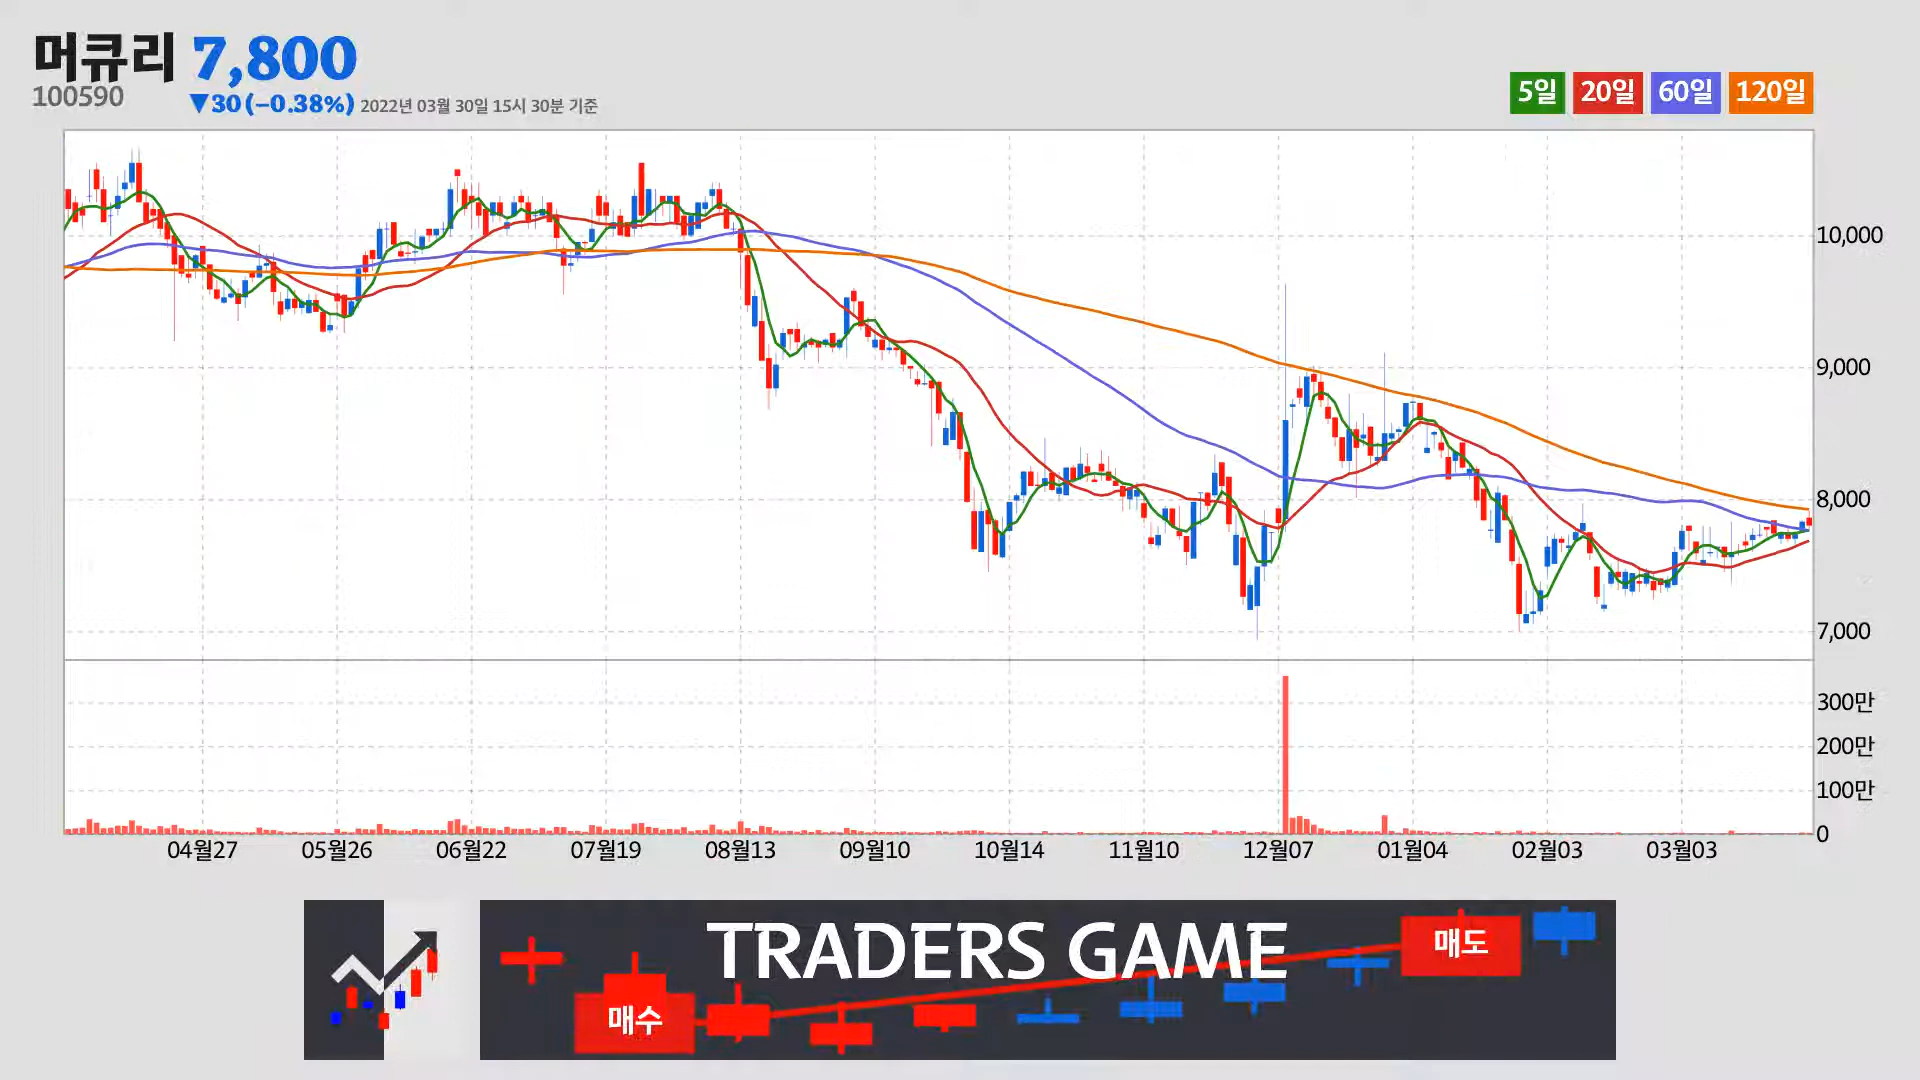 머큐리 7,800
100590
▼30 (−0.38%) 2022년 03월 30일 15시 30분 기준
5일 20일 60일 120일
10,000
9,000
8,000
7,000
300만
200만
100만
0
04월27 05월26 06월22 07월19 08월13 09월10 10월14 11월10 12월07 01월04 02월03 03월03
TRADERS GAME
매수
매도